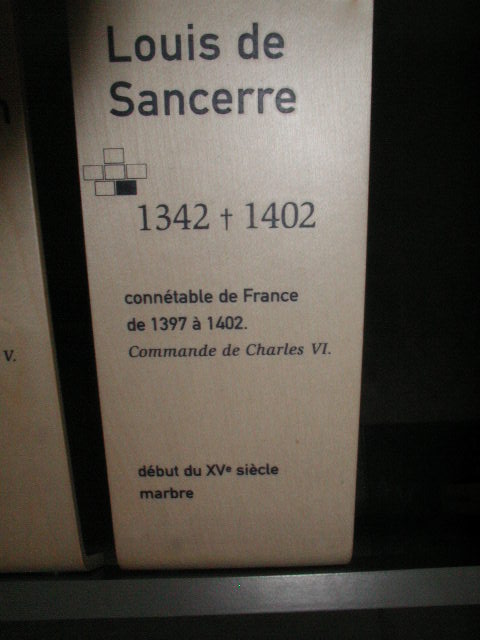 Louis de
Sancerre
1342 † 1402
connétable de France
de 1397 à 1402.
Commande de Charles VI.
V.
début du XVe siècle
marbre